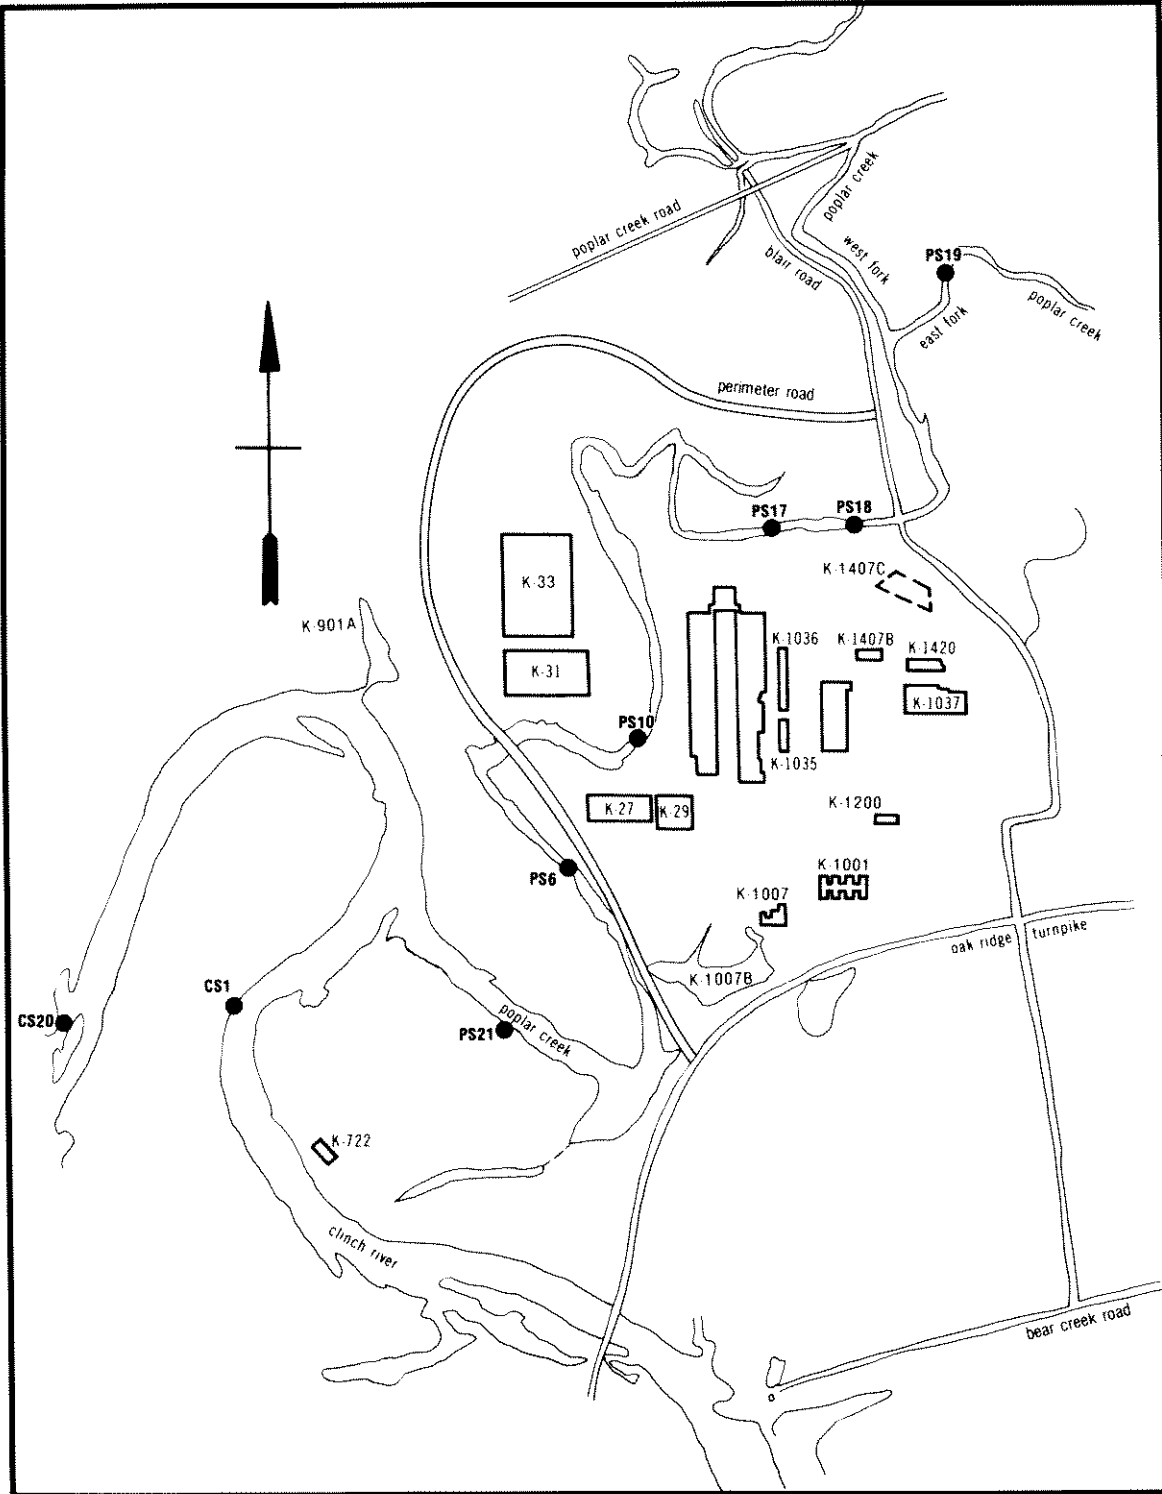 poplar creek road
poplar creek
west fork
blair road
PS19
poplar creek
east fork
perimeter road
PS17
PS18
K-1407C
K-33
K-901A
K-1036
K-1407B
K-1420
K-31
K-1037
PS10
K-1035
K-27
K-29
K-1200
PS6
K-1001
K-1007
oak ridge turnpike
K-1007B
CS1
CS20
poplar creek
PS21
K-722
clinch river
bear creek road